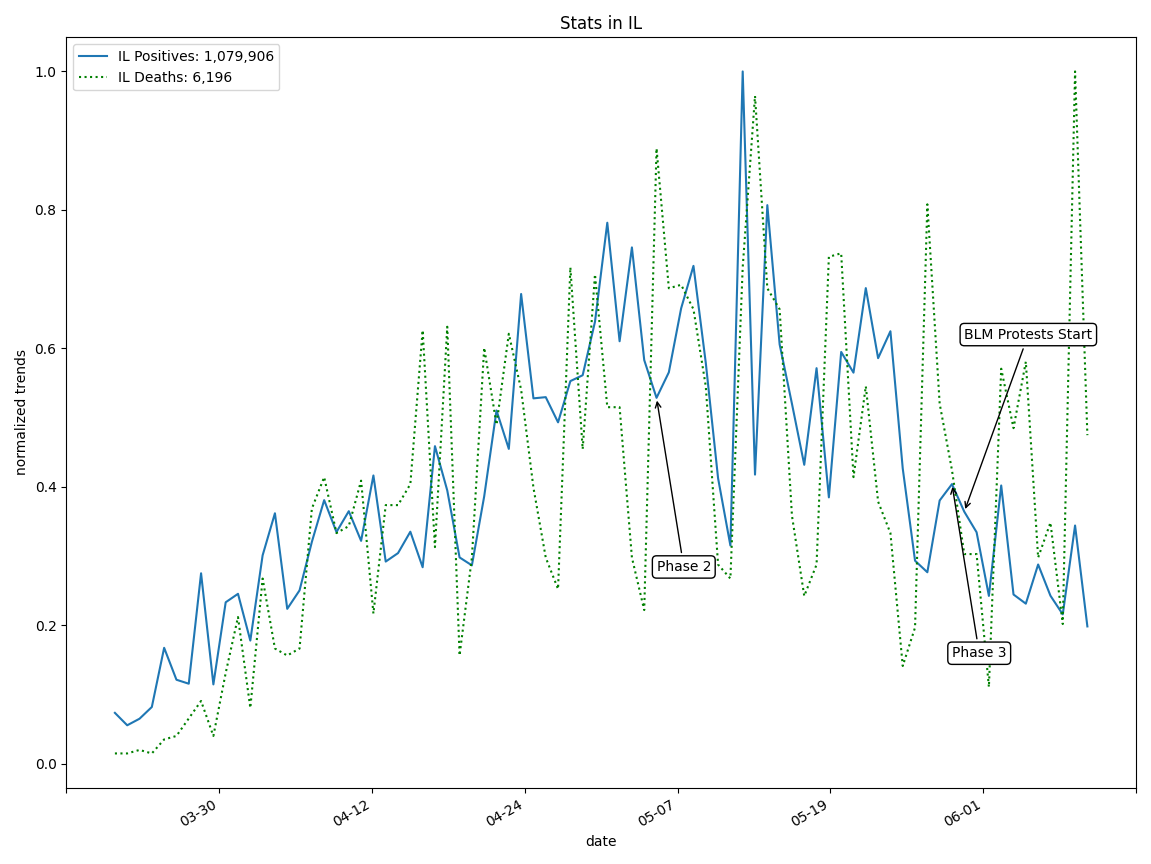 Stats in IL
IL Positives: 1,079,906
IL Deaths: 6,196
1.0
0.8
0.6
0.4
0.2
0.0
normalized trends
BLM Protests Start
Phase 2
Phase 3
03-30
04-12
04-24
05-07
05-19
06-01
date